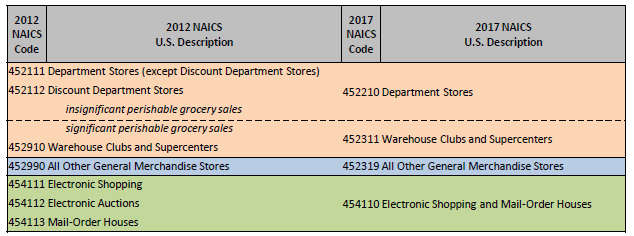 2012 NAICS Code
2012 NAICS U.S. Description
2017 NAICS Code
2017 NAICS U.S. Description
452111 Department Stores (except Discount Department Stores)
452112 Discount Department Stores
insignificant perishable grocery sales
452210 Department Stores
significant perishable grocery sales
452910 Warehouse Clubs and Supercenters
452311 Warehouse Clubs and Supercenters
452990 All Other General Merchandise Stores
452319 All Other General Merchandise Stores
454111 Electronic Shopping
454112 Electronic Auctions
454113 Mail-Order Houses
454110 Electronic Shopping and Mail-Order Houses